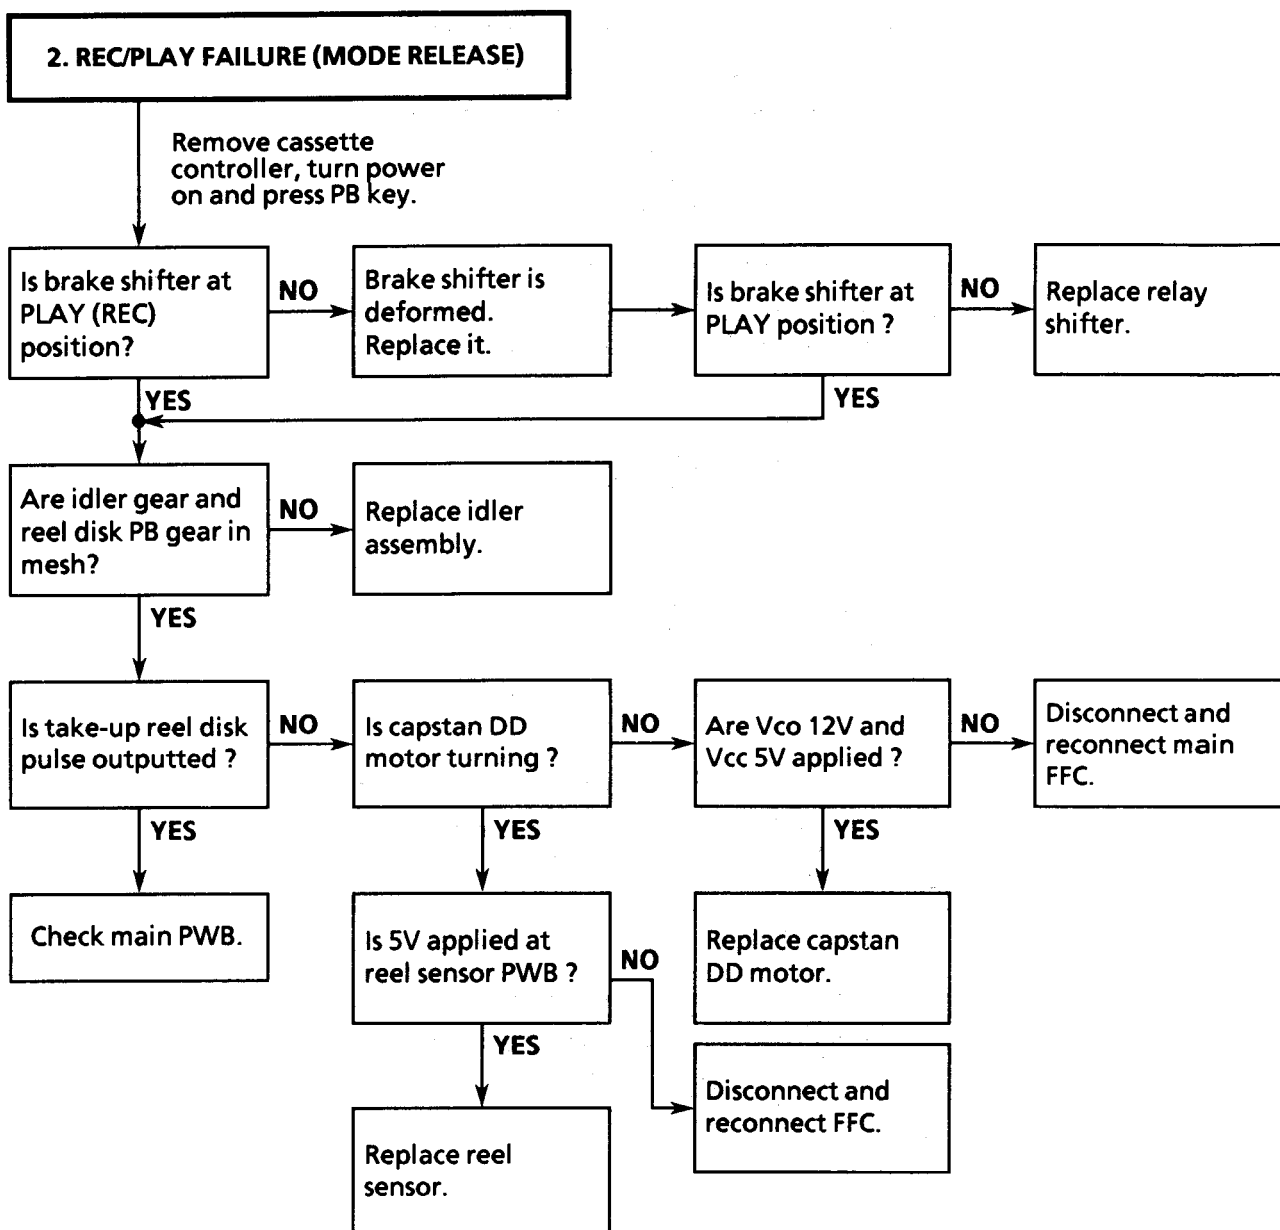 2. REC/PLAY FAILURE (MODE RELEASE)
Remove cassette
controller, turn power
on and press PB key.
Is brake shifter at
PLAY (REC)
position?
NO
Brake shifter is
deformed.
Replace it.
Is brake shifter at
PLAY position ?
NO
Replace relay
shifter.
YES
YES
Are idler gear and
reel disk PB gear in
mesh?
NO
Replace idler
assembly.
YES
Is take-up reel disk
pulse outputted ?
NO
Is capstan DD
motor turning ?
NO
Are Vco 12V and
Vcc 5V applied ?
NO
Disconnect and
reconnect main
FFC.
YES
YES
YES
Check main PWB.
Is 5V applied at
reel sensor PWB ?
NO
Replace capstan
DD motor.
YES
Disconnect and
reconnect FFC.
Replace reel
sensor.